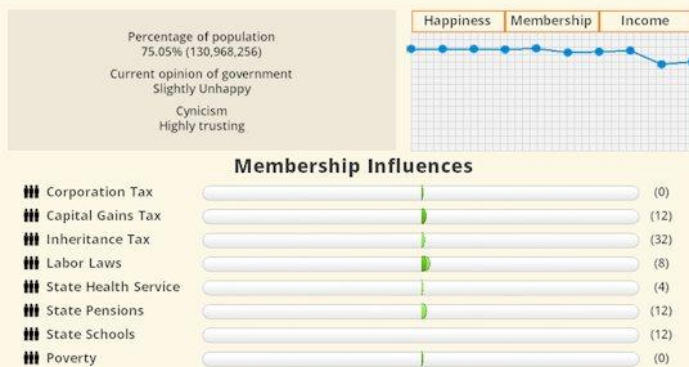 Percentage of population
75.05% (130,968,256)
Current opinion of government
Slightly Unhappy
Cynicism
Highly trusting
Happiness Membership Income
Membership Influences
Corporation Tax (0)
Capital Gains Tax (12)
Inheritance Tax (32)
Labor Laws (8)
State Health Service (4)
State Pensions (12)
State Schools (12)
Poverty (0)